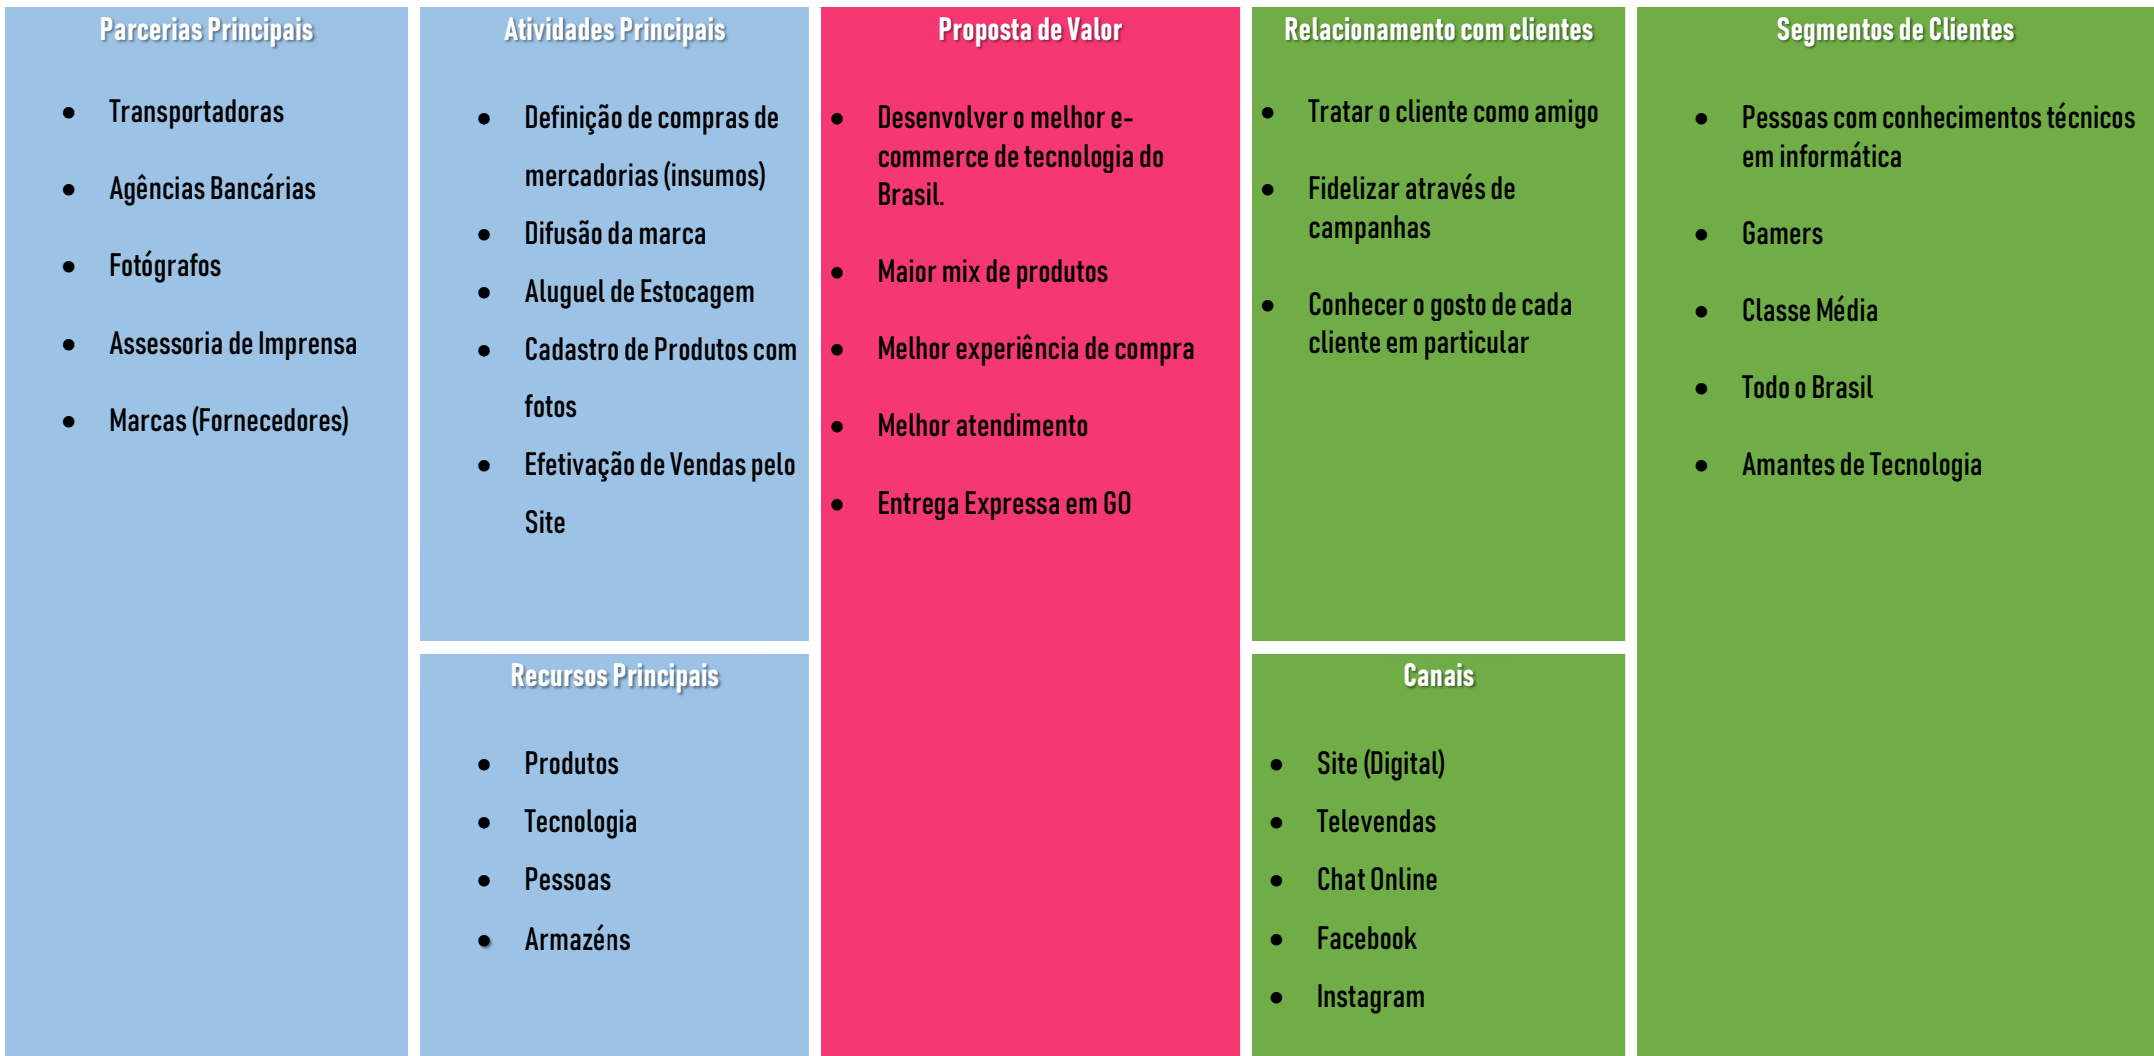 Parcerias Principais
Transportadoras
Agências Bancárias
Fotógrafos
Assessoria de Imprensa
Marcas (Fornecedores)
Atividades Principais
Definição de compras de
mercadorias (insumos)
Difusão da marca
Aluguel de Estocagem
Cadastro de Produtos com
fotos
Efetivação de Vendas pelo
Site
Recursos Principais
Produtos
Tecnologia
Pessoas
Armazéns
Proposta de Valor
Desenvolver o melhor e-
commerce de tecnologia do
Brasil.
Maior mix de produtos
Melhor experiência de compra
Melhor atendimento
Entrega Expressa em GO
Relacionamento com clientes
Tratar o cliente como amigo
Fidelizar através de
campanhas
Conhecer o gosto de cada
cliente em particular
Canais
Site (Digital)
Televendas
Chat Online
Facebook
Instagram
Segmentos de Clientes
Pessoas com conhecimentos técnicos
em informática
Gamers
Classe Média
Todo o Brasil
Amantes de Tecnologia